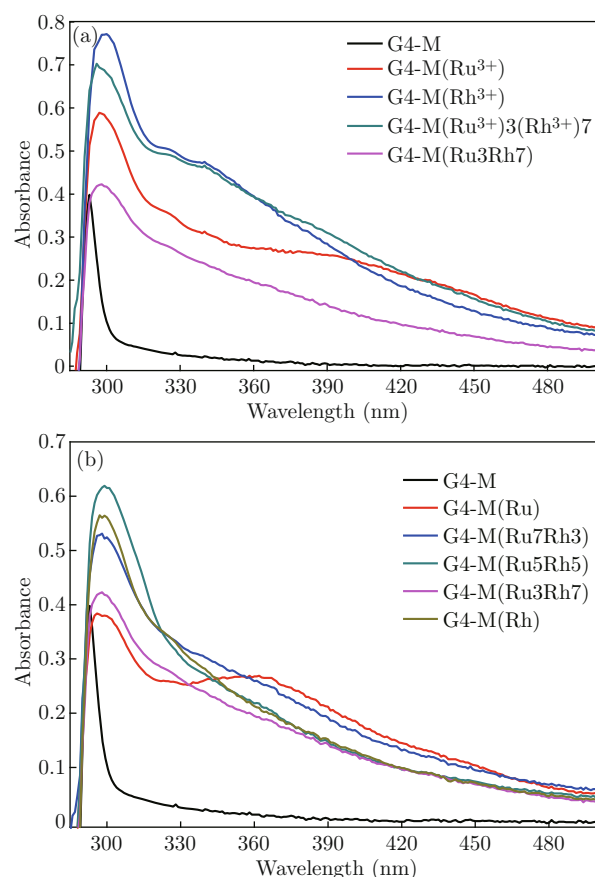 (a)
G4-M
G4-M(Ru³⁺)
G4-M(Rh³⁺)
G4-M(Ru³⁺)3(Rh³⁺)7
G4-M(Ru3Rh7)
0.8
0.7
0.6
0.5
0.4
0.3
0.2
0.1
0
Absorbance
300 330 360 390 420 450 480
Wavelength (nm)
(b)
G4-M
G4-M(Ru)
G4-M(Ru7Rh3)
G4-M(Ru5Rh5)
G4-M(Ru3Rh7)
G4-M(Rh)
0.7
0.6
0.5
0.4
0.3
0.2
0.1
0
Absorbance
300 330 360 390 420 450 480
Wavelength (nm)